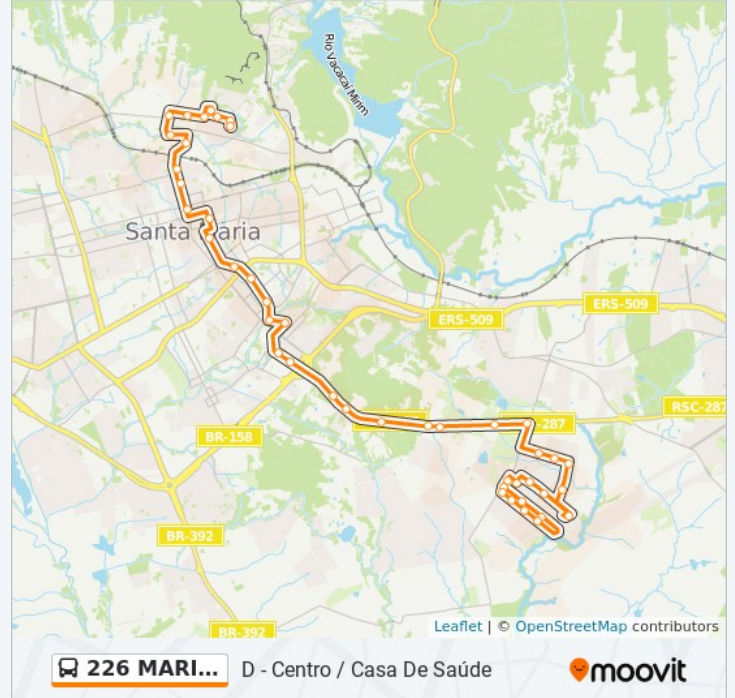 Rio Vacacaí Mirim
Santa Maria
ERS-509
ERS-509
RSC-287
-287
BR-158
BR-392
BR-392
Leaflet | © OpenStreetMap contributors
226 MARI...
D - Centro / Casa De Saúde
moovit